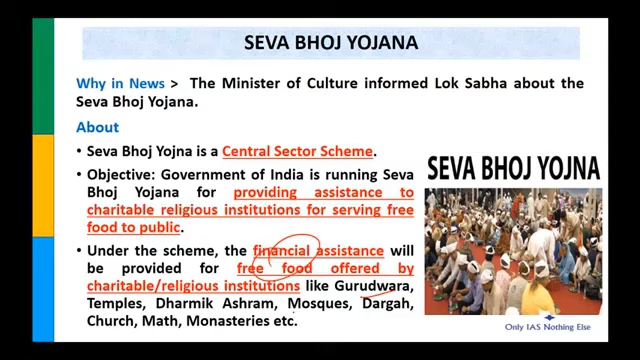 SEVA BHOJ YOJANA
Why in News > The Minister of Culture informed Lok Sabha about the
Seva Bhoj Yojana.
About
• Seva Bhoj Yojna is a Central Sector Scheme.
• Objective: Government of India is running Seva
Bhoj Yojana for providing assistance to
charitable religious institutions for serving free
food to public.
• Under the scheme, the financial assistance will
be provided for free food offered by
charitable/religious institutions like Gurudwara,
Temples, Dharmik Ashram, Mosques, Dargah,
Church, Math, Monasteries etc.
SEVA BHOJ YOJNA
Only IAS Nothing Else